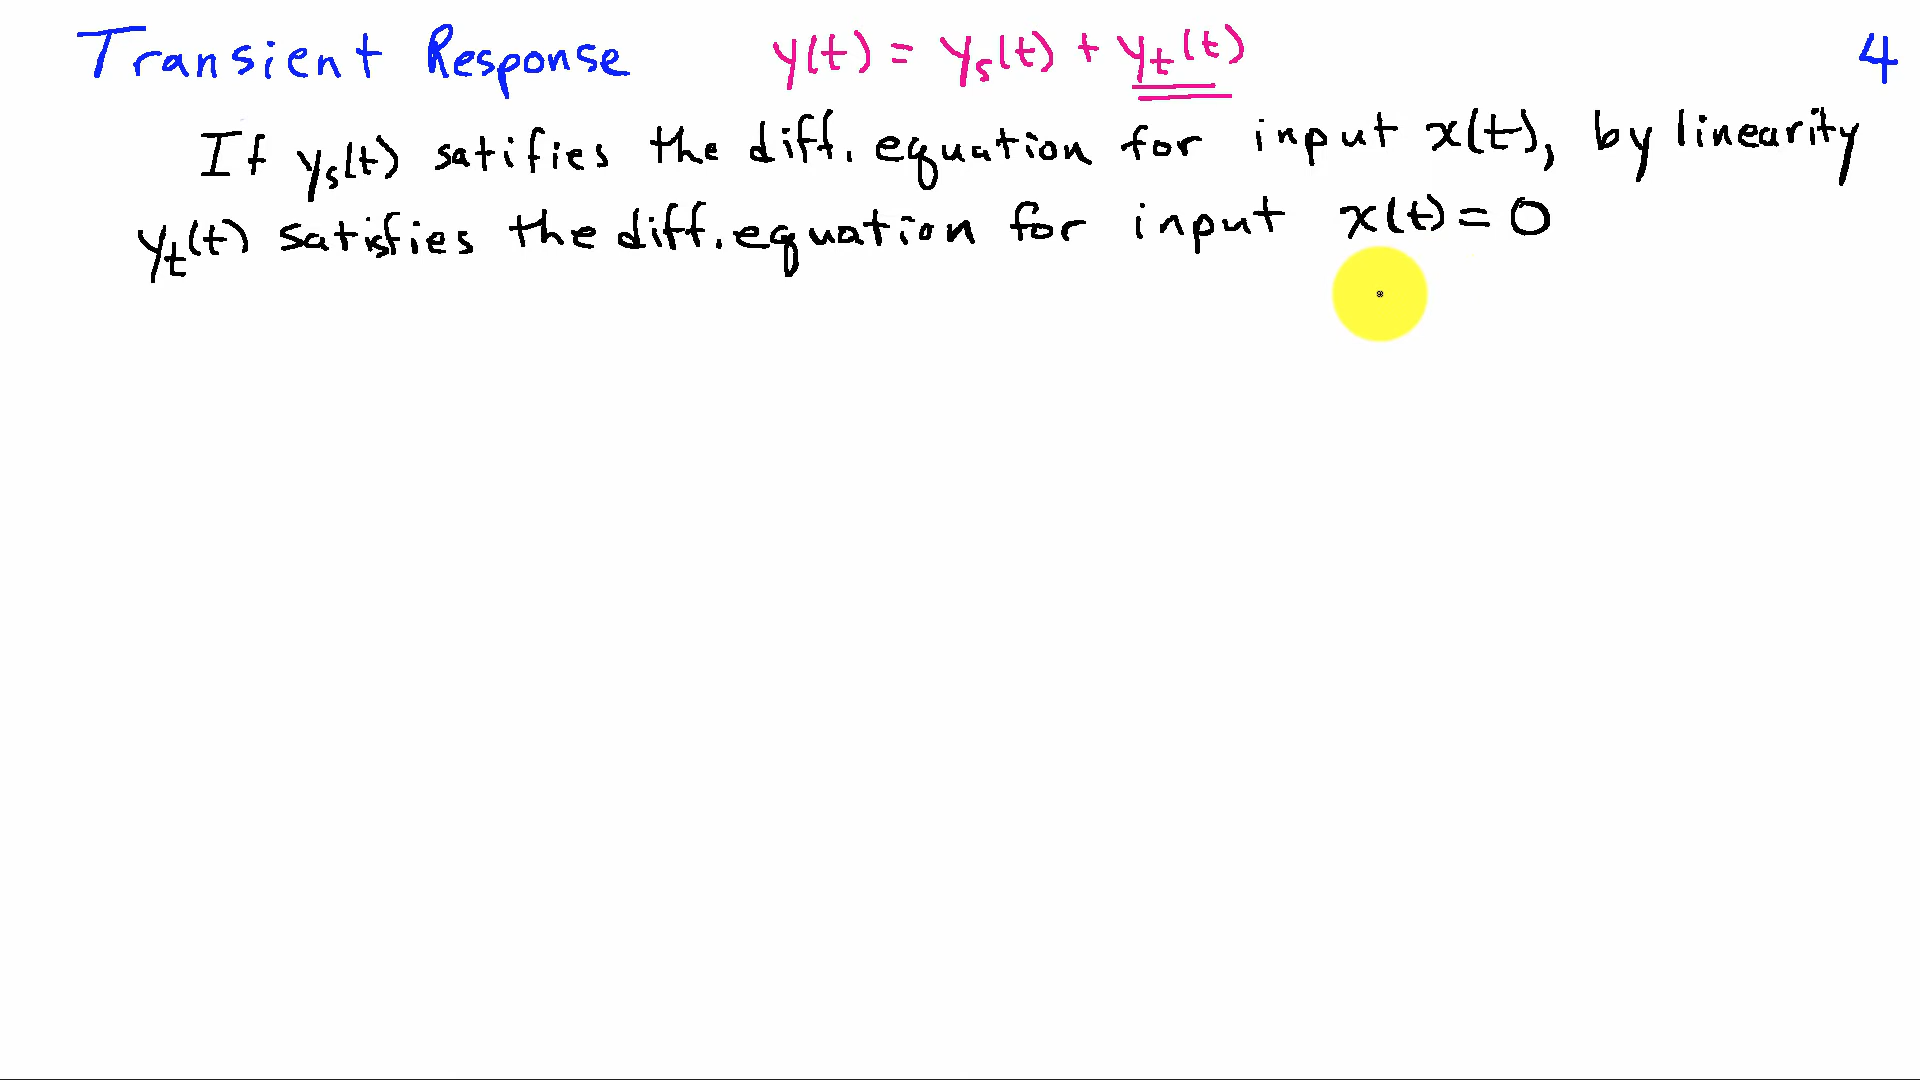 Transient Response y(t) = yₛ(t) + yₜ(t) 4
If yₛ(t) satifies the diff. equation for input x(t), by linearity
yₜ(t) satisfies the diff. equation for input x(t) = 0